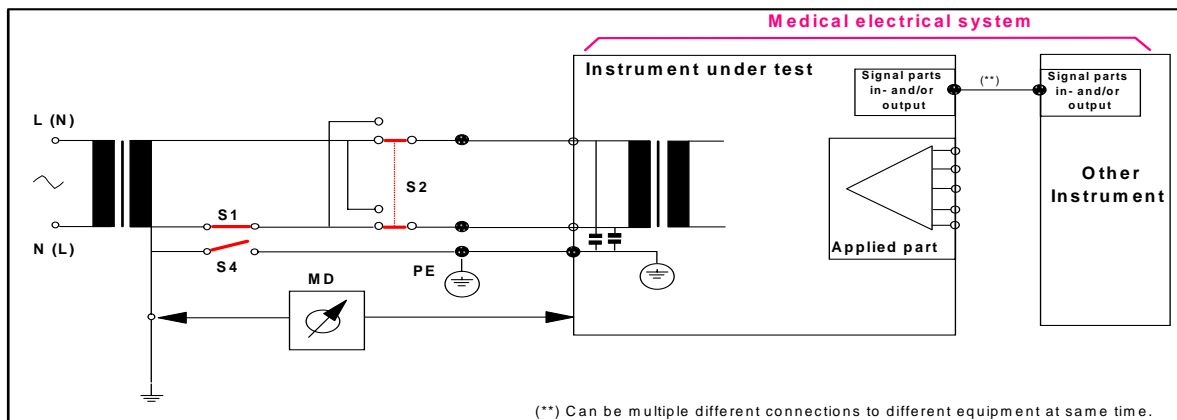 Medical electrical system
Instrument under test
Signal parts
in- and/or
output
(**)
Signal parts
in- and/or
output
L (N)
S2
Other
Instrument
S1
N (L)
S4
Applied part
MD
PE
(**) Can be multiple different connections to different equipment at same time.